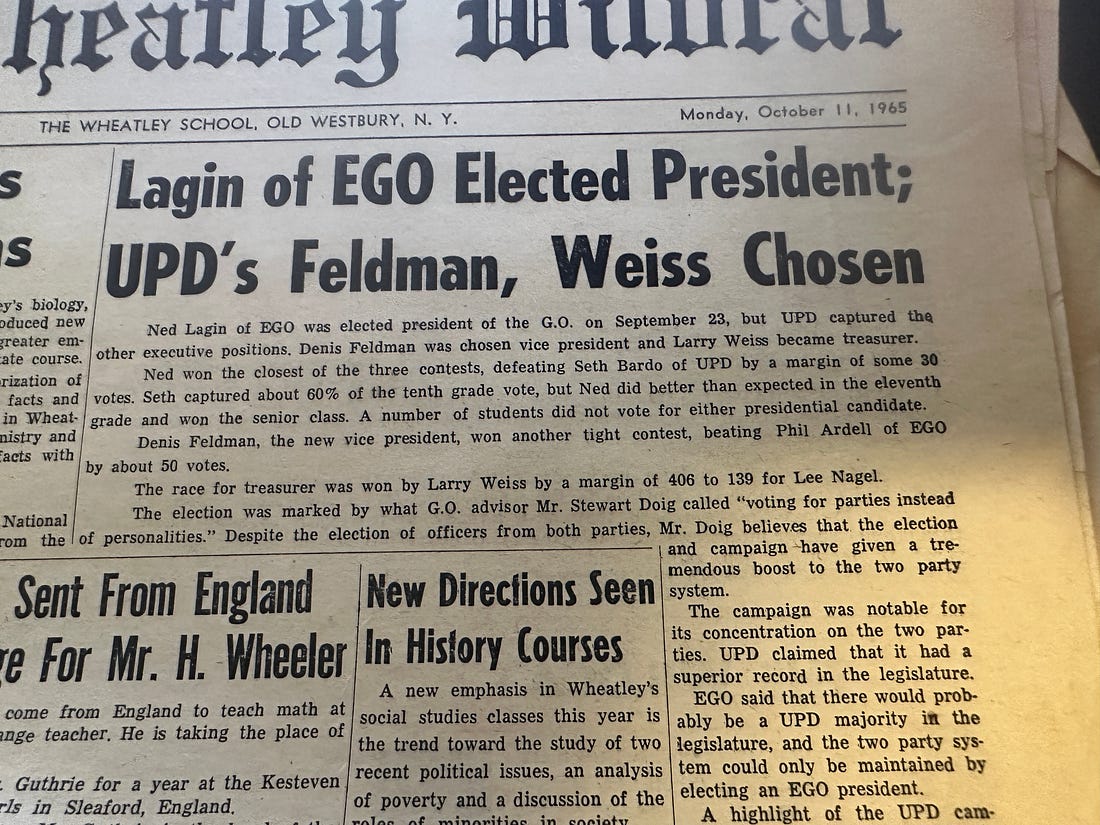 heatley Wildcat
THE WHEATLEY SCHOOL, OLD WESTBURY, N. Y.
Monday, October 11, 1965
s
s
ey's biology,
oduced new
greater em-
ate course.
rization of
facts and
in Wheat-
nistry and
facts with
National
rom the
Lagin of EGO Elected President;
UPD's Feldman, Weiss Chosen
Ned Lagin of EGO was elected president of the G.O. on September 23, but UPD captured the
other executive positions. Denis Feldman was chosen vice president and Larry Weiss became treasurer.
Ned won the closest of the three contests, defeating Seth Bardo of UPD by a margin of some 30
votes. Seth captured about 60% of the tenth grade vote, but Ned did better than expected in the eleventh
grade and won the senior class. A number of students did not vote for either presidential candidate.
Denis Feldman, the new vice president, won another tight contest, beating Phil Ardell of EGO
by about 50 votes.
The race for treasurer was won by Larry Weiss by a margin of 406 to 139 for Lee Nagel.
The election was marked by what G.O. advisor Mr. Stewart Doig called "voting for parties instead
of personalities." Despite the election of officers from both parties, Mr. Doig believes that the election
and campaign have given a tre-
mendous boost to the two party
system.
The campaign was notable for
its concentration on the two par-
ties. UPD claimed that it had a
superior record in the legislature.
EGO said that there would prob-
ably be a UPD majority in the
legislature, and the two party sys-
tem could only be maintained by
electing an EGO president.
A highlight of the UPD cam-
Sent From England
ge For Mr. H. Wheeler
come from England to teach math at
ange teacher. He is taking the place of
. Guthrie for a year at the Kesteven
rls in Sleaford, England.
New Directions Seen
In History Courses
A new emphasis in Wheatley's
social studies classes this year is
the trend toward the study of two
recent political issues, an analysis
of poverty and a discussion of the
roles of minorities in society.